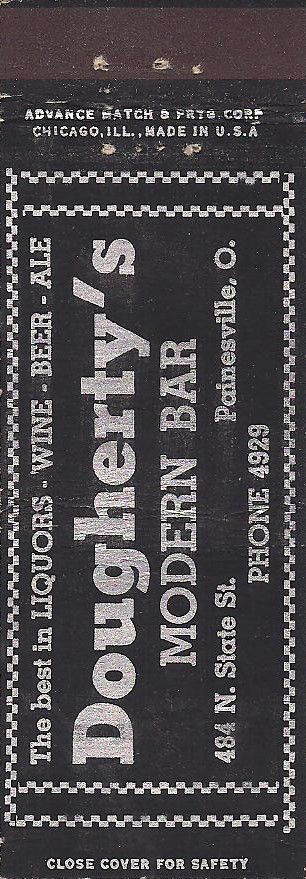 ADVANCE MATCH & PRTG. CORP
CHICAGO, ILL., MADE IN U.S.A
The best in LIQUORS - WINE - BEER - ALE
Dougherty's
MODERN BAR
484 N. State St. Painesville, O.
PHONE 4929
CLOSE COVER FOR SAFETY